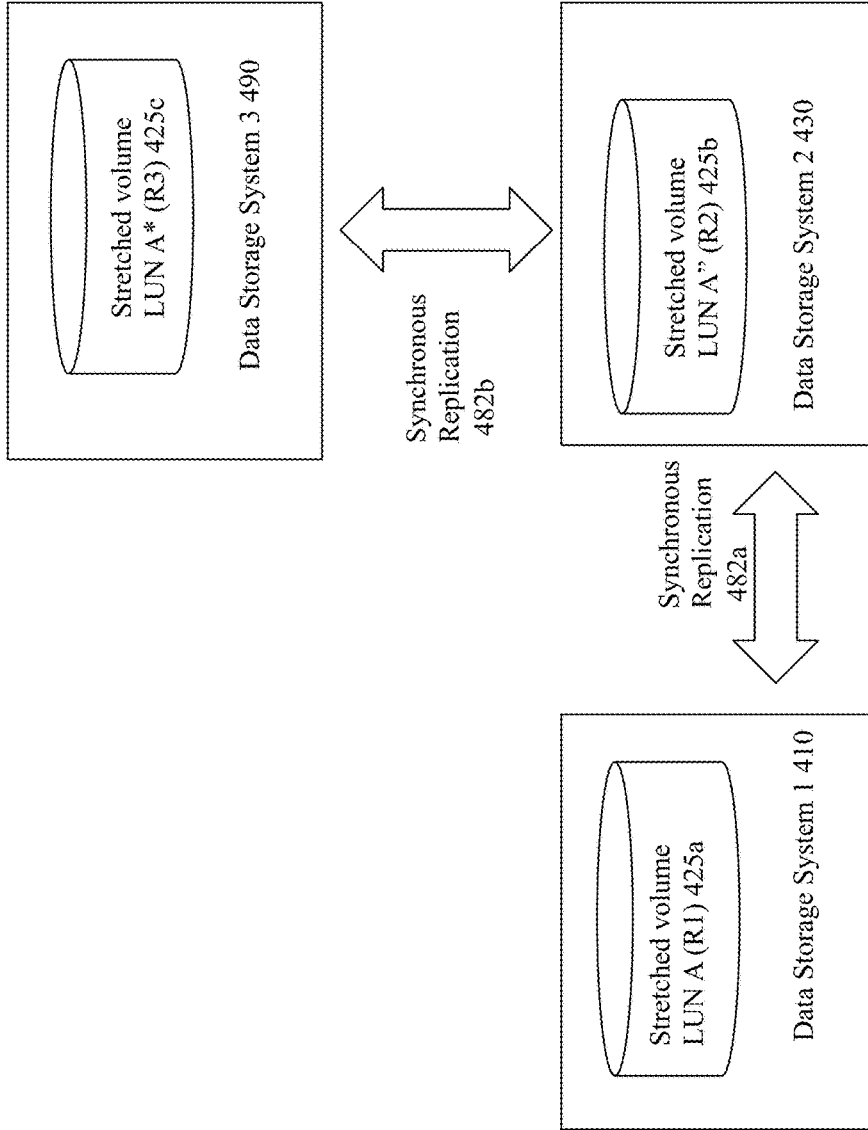 Stretched volume
LUN A* (R3) 425c
Data Storage System 3 490
Synchronous
Replication
482b
Stretched volume
LUN A (R1) 425a
Data Storage System 1 410
Synchronous
Replication
482a
Stretched volume
LUN A” (R2) 425b
Data Storage System 2 430